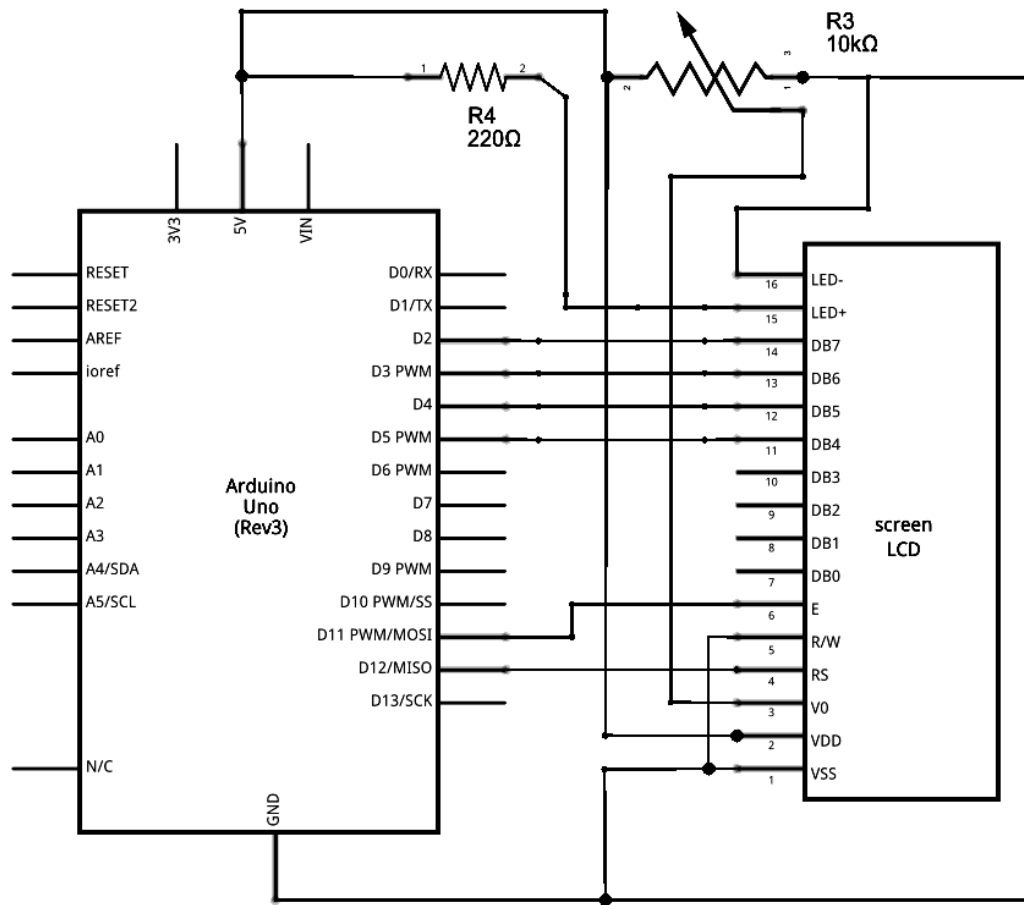 R3
10kΩ
3
1
2
1
2
R4
220Ω
3V3
5V
VIN
RESET
RESET2
AREF
ioref
A0
A1
A2
A3
A4/SDA
A5/SCL
N/C
GND
Arduino
Uno
(Rev3)
D0/RX
D1/TX
D2
D3 PWM
D4
D5 PWM
D6 PWM
D7
D8
D9 PWM
D10 PWM/SS
D11 PWM/MOSI
D12/MISO
D13/SCK
16 LED-
15 LED+
14 DB7
13 DB6
12 DB5
11 DB4
10 DB3
9 DB2
8 DB1
7 DB0
6 E
5 R/W
4 RS
3 V0
2 VDD
1 VSS
screen
LCD